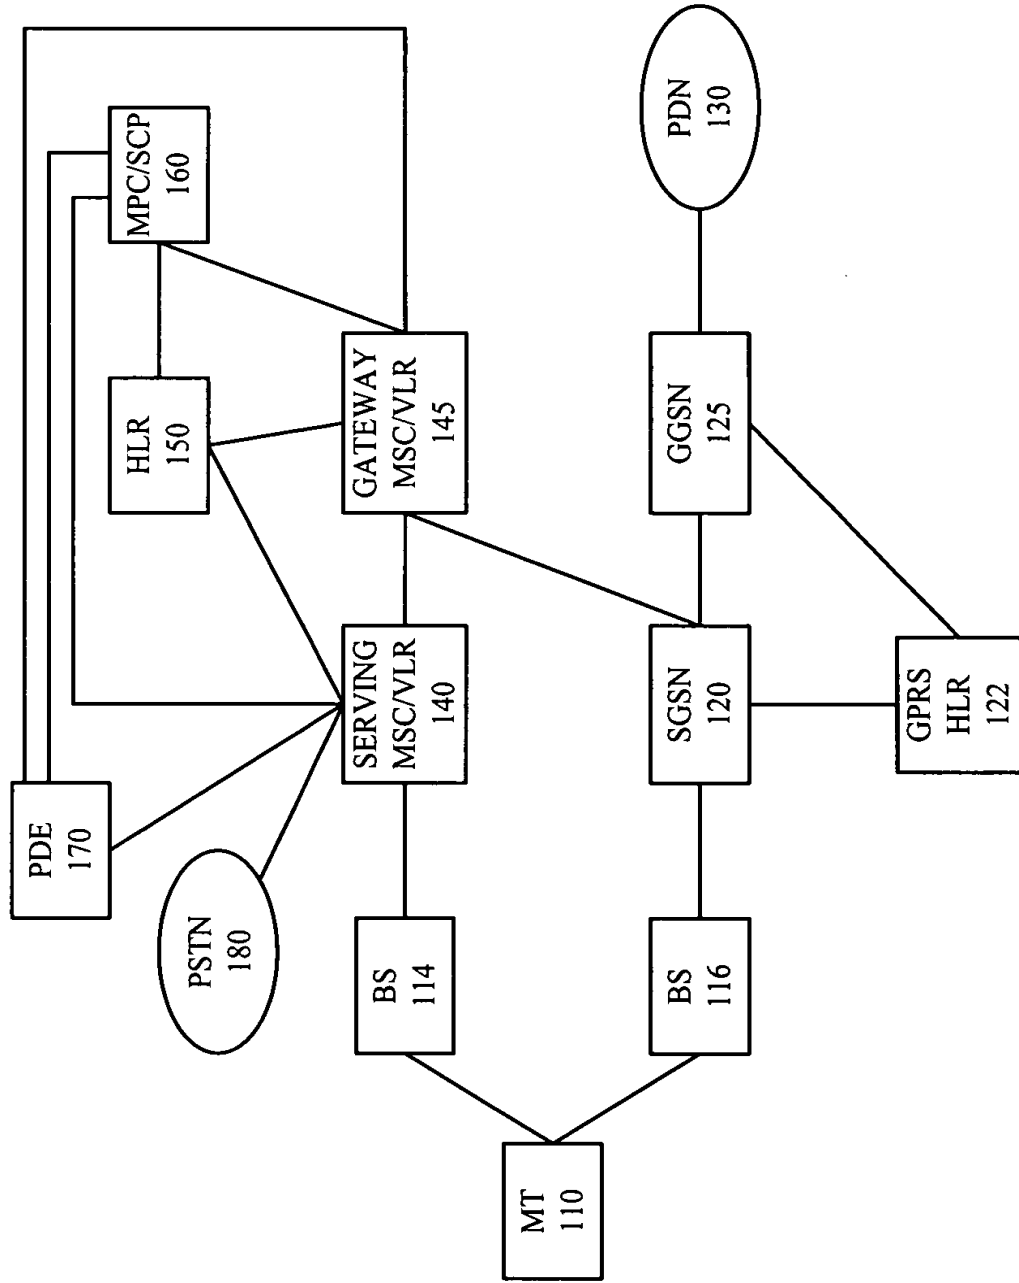 PDE
170
MPC/SCP
160
HLR
150
PSTN
180
BS
114
SERVING
MSC/VLR
140
GATEWAY
MSC/VLR
145
MT
110
BS
116
SGSN
120
GGSN
125
PDN
130
GPRS
HLR
122